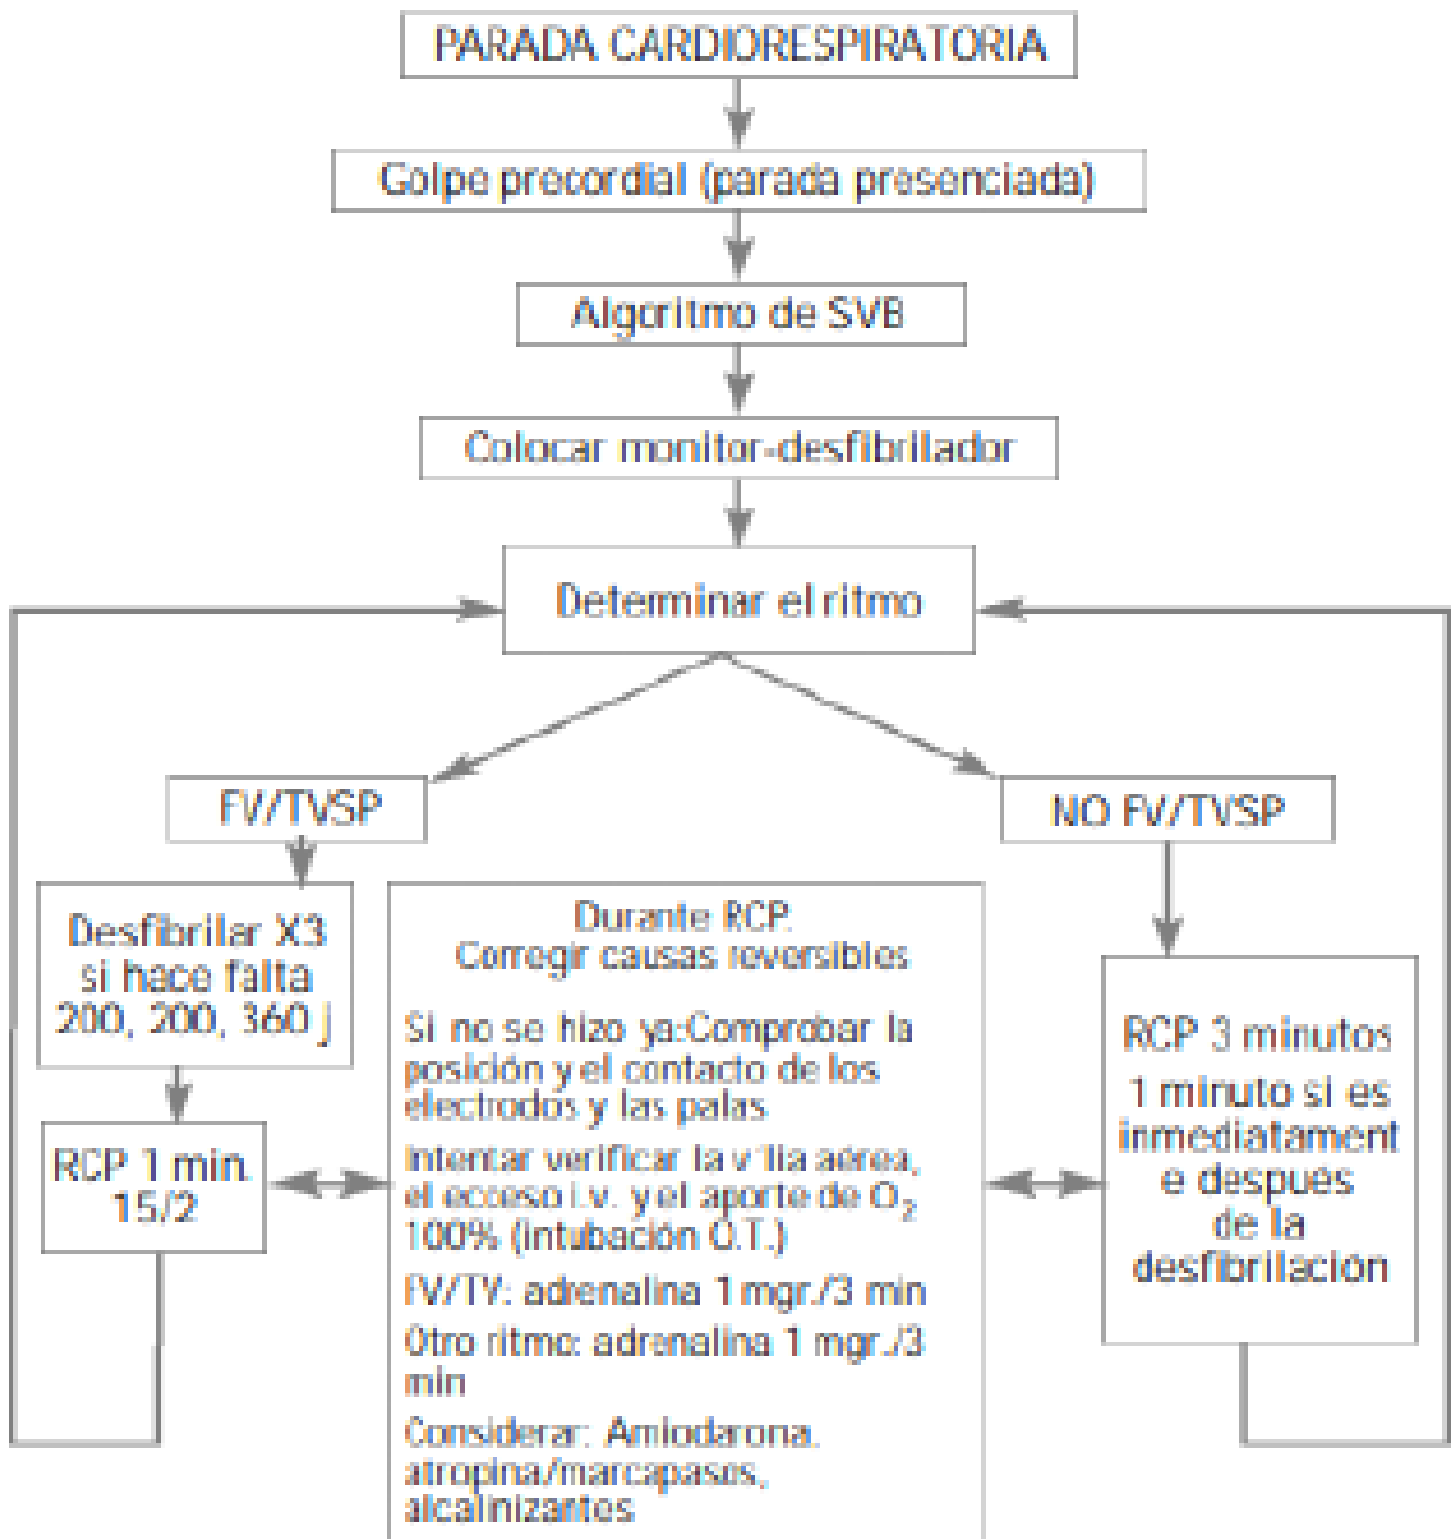 PARADA CARDIORESPIRATORIA
Golpe precordial (parada presenciada)
Algoritmo de SVB
Colocar monitor-desfibrilador
Determinar el ritmo
FV/TVSP
NO FV/TVSP
Desfibrilar X3
si hace falta
200, 200, 360 j
RCP 1 min.
15/2
Durante RCP:
Corregir causas reversibles
Si no se hizo ya:Comprobar la
posición y el contacto de los
electrodos y las palas
Intentar verificar la v'lia aérea,
el ecceso i.v. y el aporte de O₂
100% (intubación O.T.)
FV/TV: adrenalina 1 mgr./3 min
Otro ritmo: adrenalina 1 mgr./3
min
Considerar: Amiodarona,
atropina/marcapasos,
alcalinizantes
RCP 3 minutos
1 minuto si es
inmediatament
e después
de la
desfibrilación